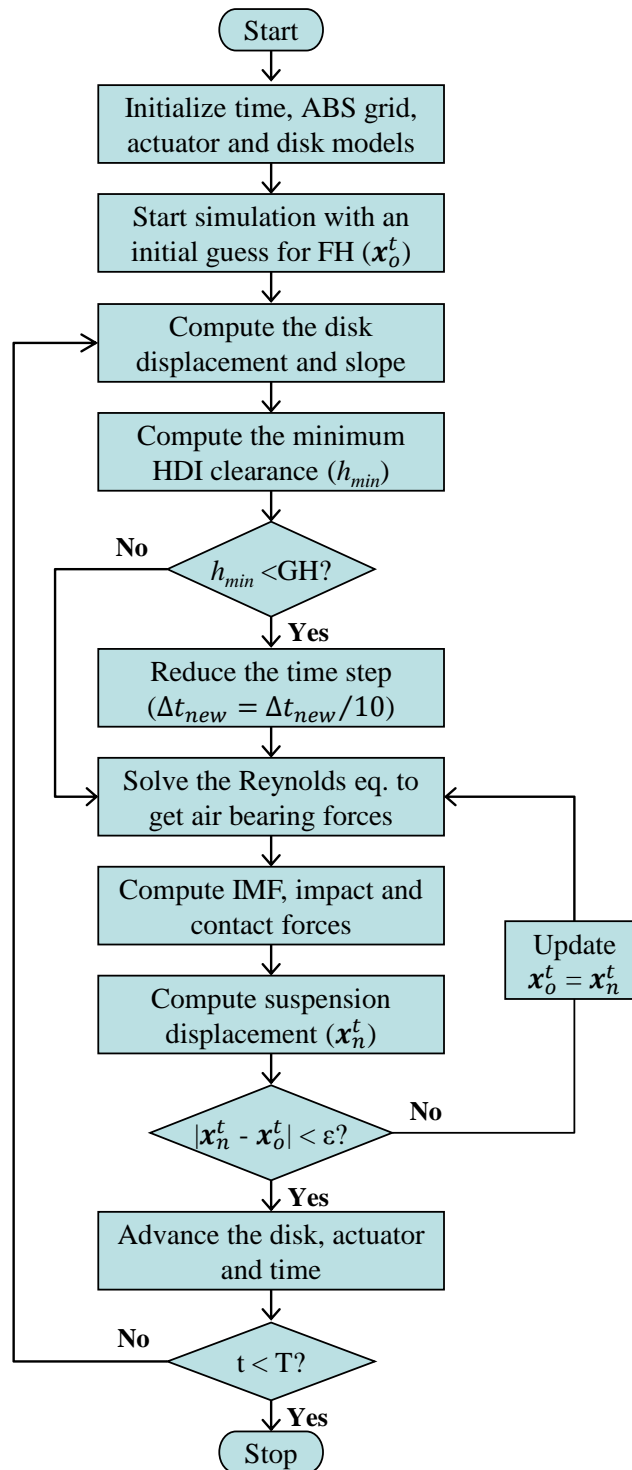 Start
Initialize time, ABS grid,
actuator and disk models
Start simulation with an
initial guess for FH (𝒙ₒᵗ)
Compute the disk
displacement and slope
Compute the minimum
HDI clearance (hₘᵢₙ)
No
hₘᵢₙ <GH?
Yes
Reduce the time step
(Δtₙₑw = Δtₙₑw/10)
Solve the Reynolds eq. to
get air bearing forces
Compute IMF, impact and
contact forces
Update
𝒙ₒᵗ = 𝒙ₙᵗ
Compute suspension
displacement (𝒙ₙᵗ)
|𝒙ₙᵗ - 𝒙ₒᵗ| < ε?
No
Yes
Advance the disk, actuator
and time
No
t < T?
Yes
Stop